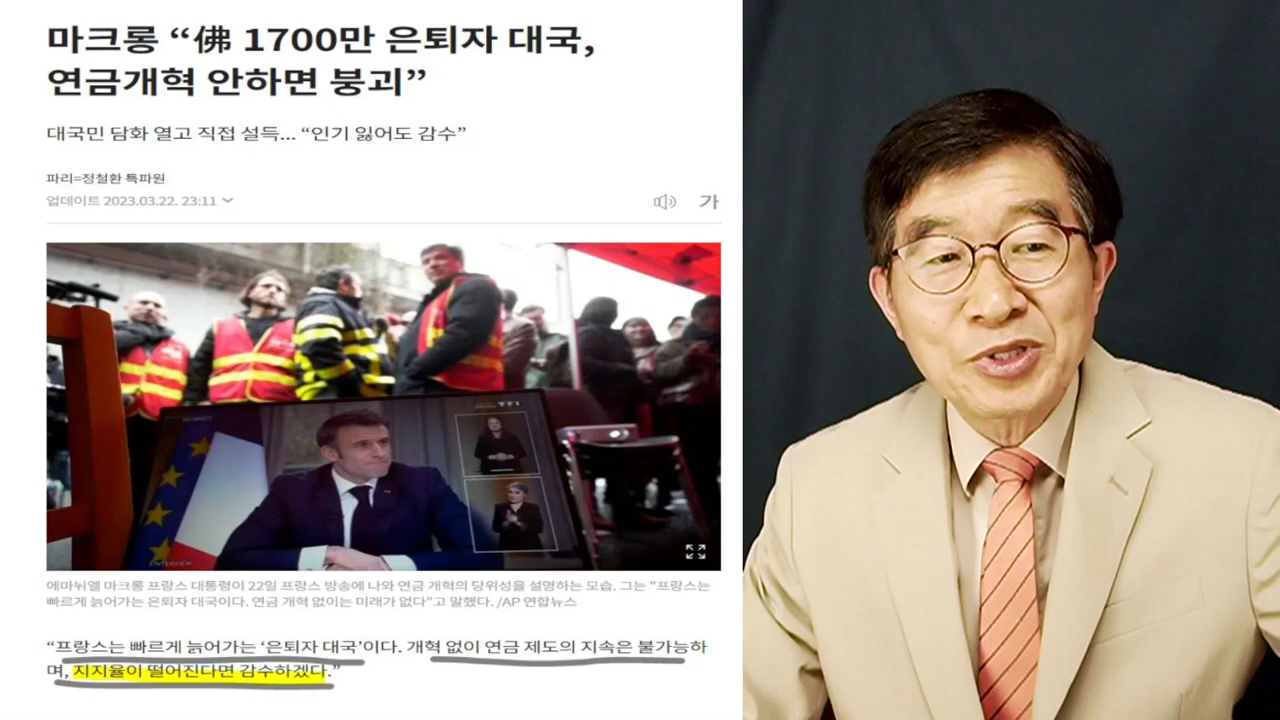 마크롱 “佛 1700만 은퇴자 대국,
연금개혁 안하면 붕괴”
대국민 담화 열고 직접 설득... “인기 잃어도 감수”
파리=정철환 특파원
업데이트 2023.03.22. 23:11
가
TF1
INTERVIEW
에마뉘엘 마크롱 프랑스 대통령이 22일 프랑스 방송에 나와 연금 개혁의 당위성을 설명하는 모습. 그는 “프랑스는
빠르게 늙어가는 은퇴자 대국이다. 연금 개혁 없이는 미래가 없다”고 말했다. /AP 연합뉴스
“프랑스는 빠르게 늙어가는 ‘은퇴자 대국’이다. 개혁 없이 연금 제도의 지속은 불가능하
며, 지지율이 떨어진다면 감수하겠다.”